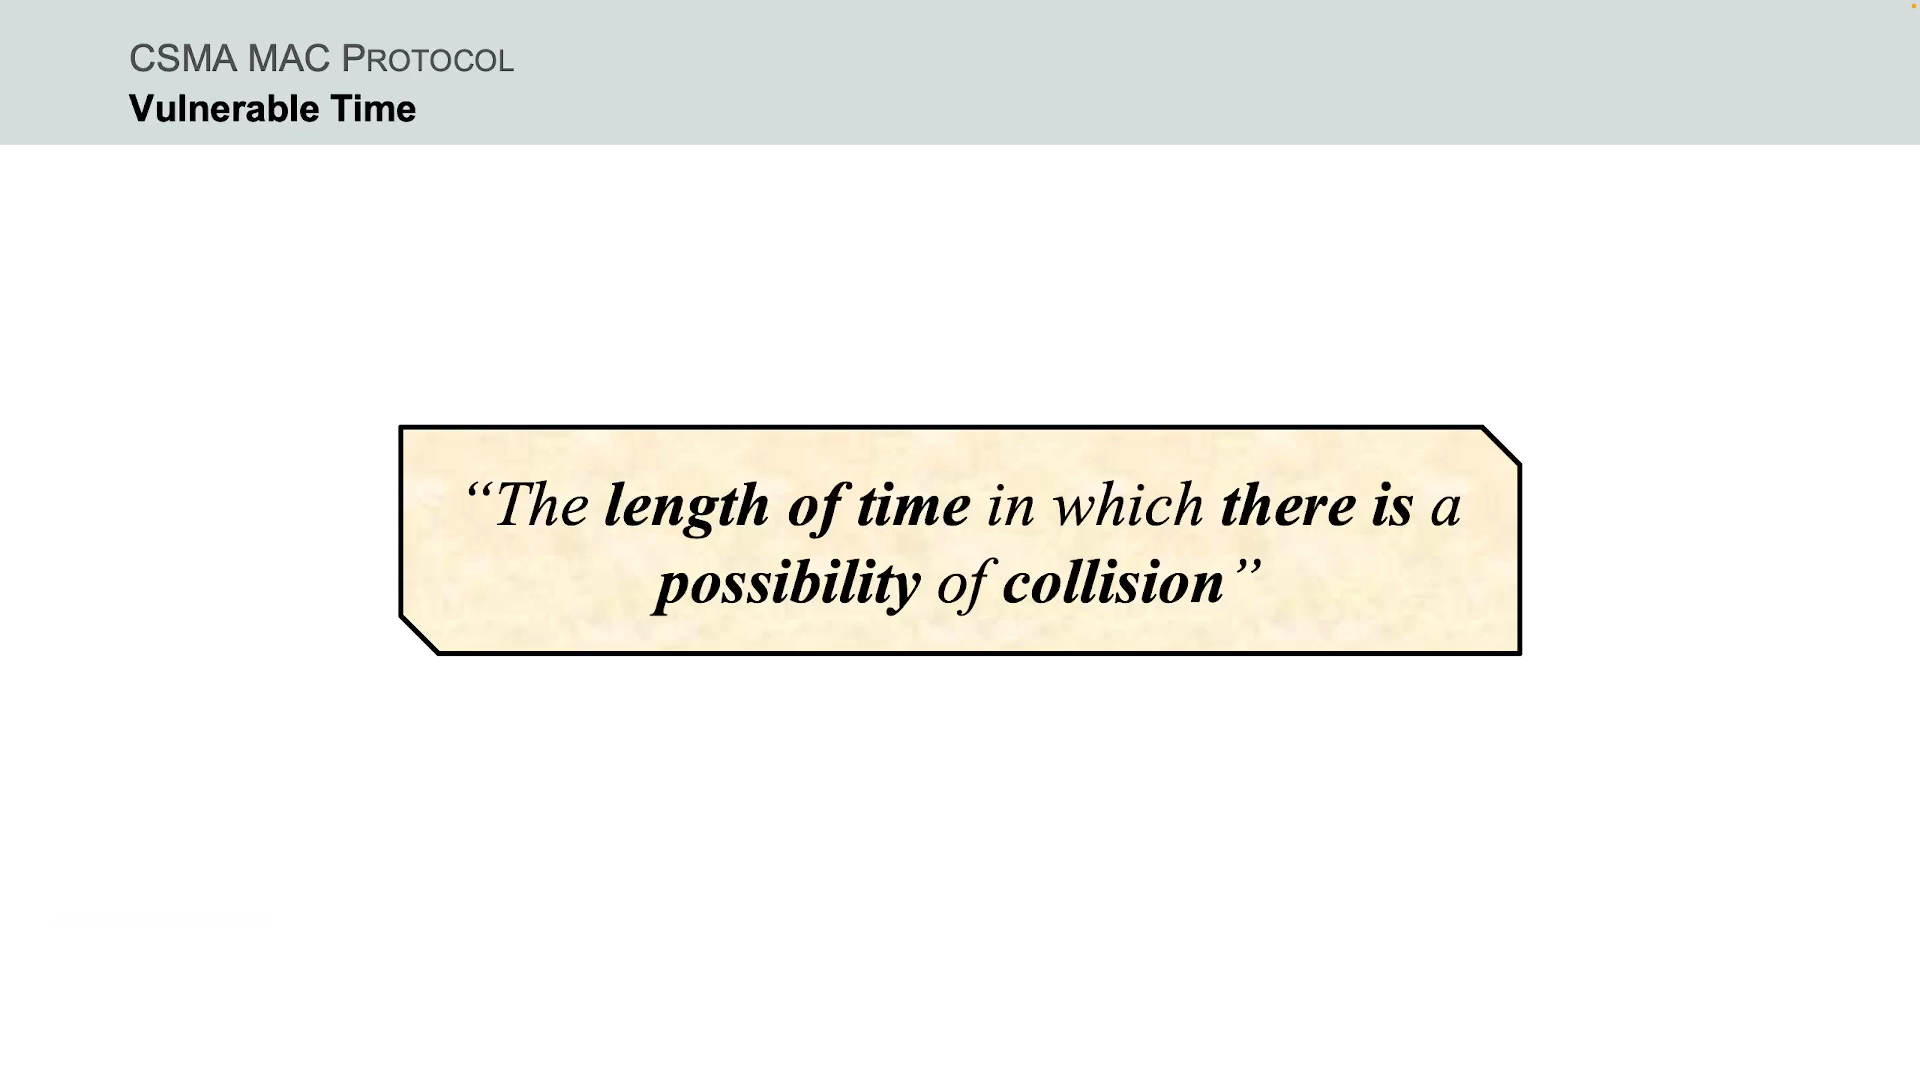 CSMA MAC PROTOCOL
Vulnerable Time
“The length of time in which there is a
possibility of collision”